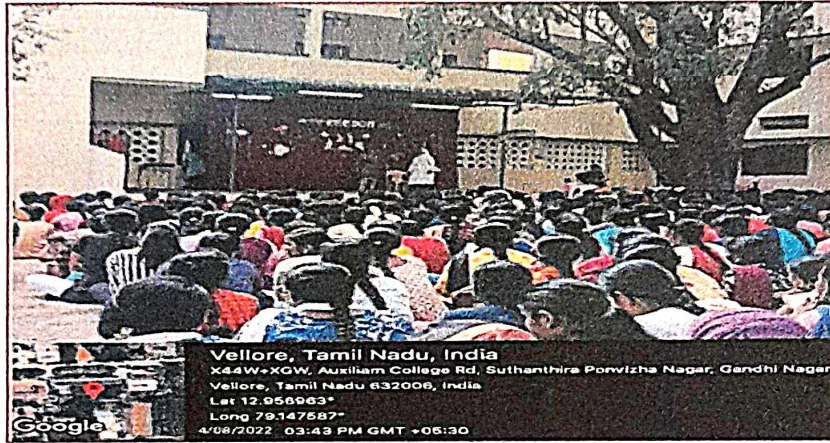 Vellore, Tamil Nadu, India
X44W+XGW, Auxilium College Rd, Suthanthira Ponvizha Nagar, Gandhi Nagar
Vellore, Tamil Nadu 632006, India
Lat 12.956963°
Long 79.147587°
4/08/2022 03:43 PM GMT +05:30
Google